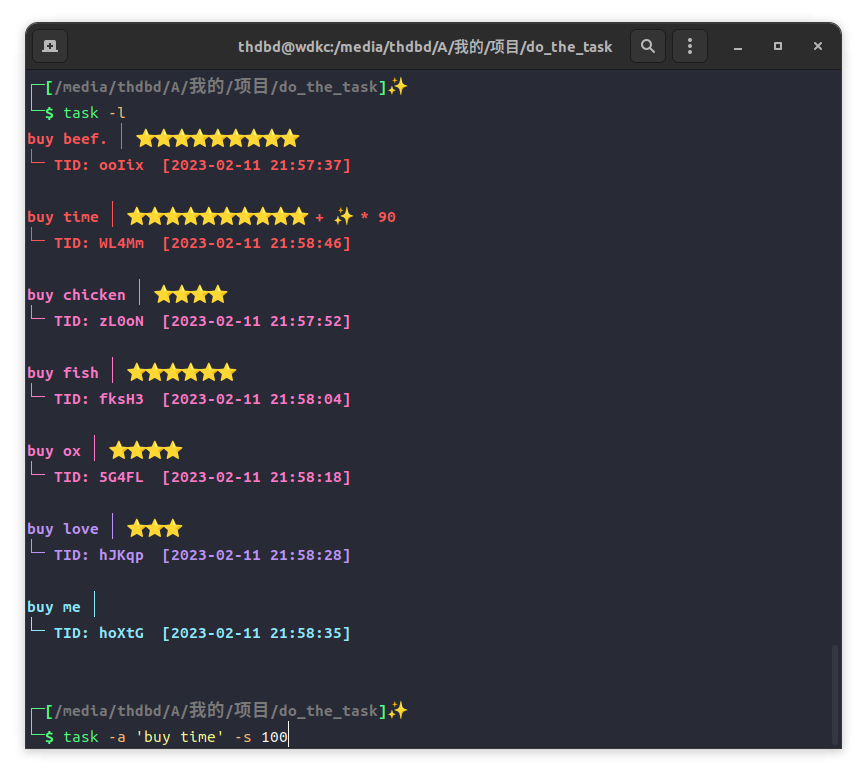 thdbd@wdkc:/media/thdbd/A/我的/项目/do_the_task
[/media/thdbd/A/我的/项目/do_the_task]✨
$ task -l
buy beef. │ ⭐⭐⭐⭐⭐⭐⭐⭐⭐
└─ TID: ooIix [2023-02-11 21:57:37]
buy time │ ⭐⭐⭐⭐⭐⭐⭐⭐⭐⭐ + ✨ * 90
└─ TID: WL4Mm [2023-02-11 21:58:46]
buy chicken │ ⭐⭐⭐⭐
└─ TID: zL0oN [2023-02-11 21:57:52]
buy fish │ ⭐⭐⭐⭐⭐⭐
└─ TID: fksH3 [2023-02-11 21:58:04]
buy ox │ ⭐⭐⭐⭐
└─ TID: 5G4FL [2023-02-11 21:58:18]
buy love │ ⭐⭐⭐
└─ TID: hJKqp [2023-02-11 21:58:28]
buy me │
└─ TID: hoXtG [2023-02-11 21:58:35]
[/media/thdbd/A/我的/项目/do_the_task]✨
$ task -a 'buy time' -s 100